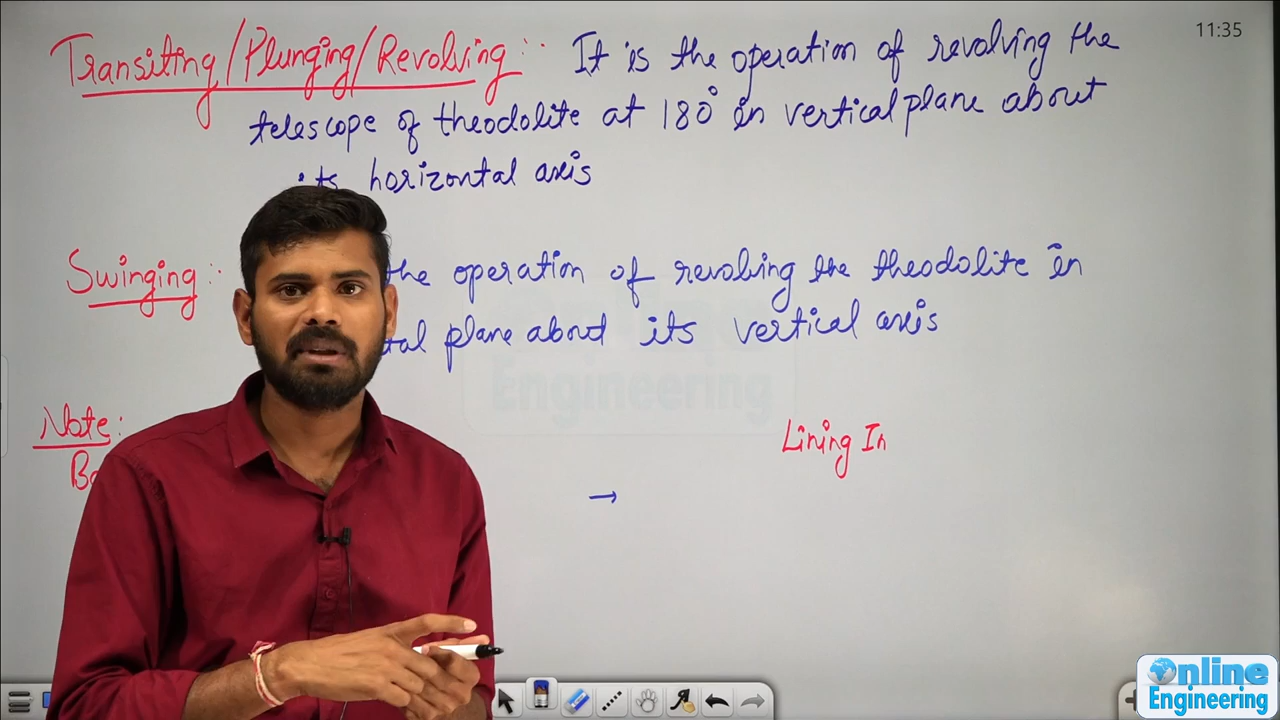 11:35
Transiting/Plunging/Revolving:- It is the operation of revolving the
telescope of theodolite at 180° in vertical plane about
its horizontal axis
Swinging:- the operation of revolving the theodolite in
plane about its vertical axis
Note:
→ Lining In
Engineering
Online
Engineering